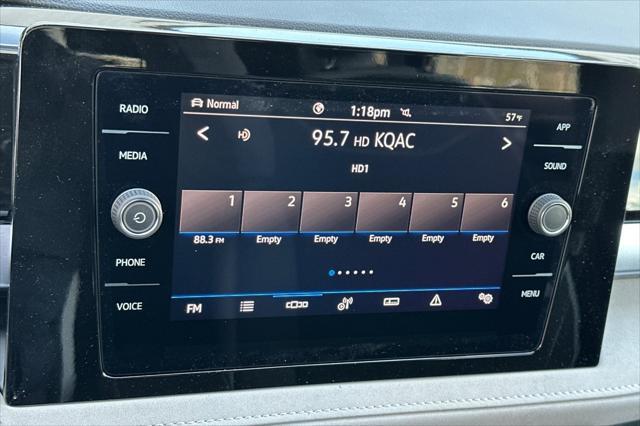 RADIO
MEDIA
PHONE
VOICE
Normal
1:18pm
57°F
HD
95.7 HD KQAC
HD1
1 2 3 4 5 6
88.3 FM Empty Empty Empty Empty Empty
FM
APP
SOUND
CAR
MENU